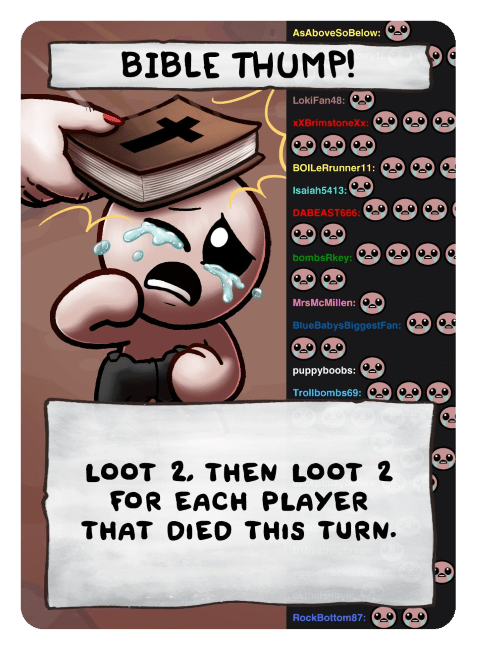 AsAboveSoBelow:
BIBLE THUMP!
LokiFan48:
xXBrimstoneXx:
BOILeRrunner11:
Isaiah5413:
DABEAST666:
bombsRkey:
MrsMcMillen:
BlueBabysBiggestFan:
puppyboobs:
Trollbombs69:
LOOT 2, THEN LOOT 2
FOR EACH PLAYER
THAT DIED THIS TURN.
RockBottom87: